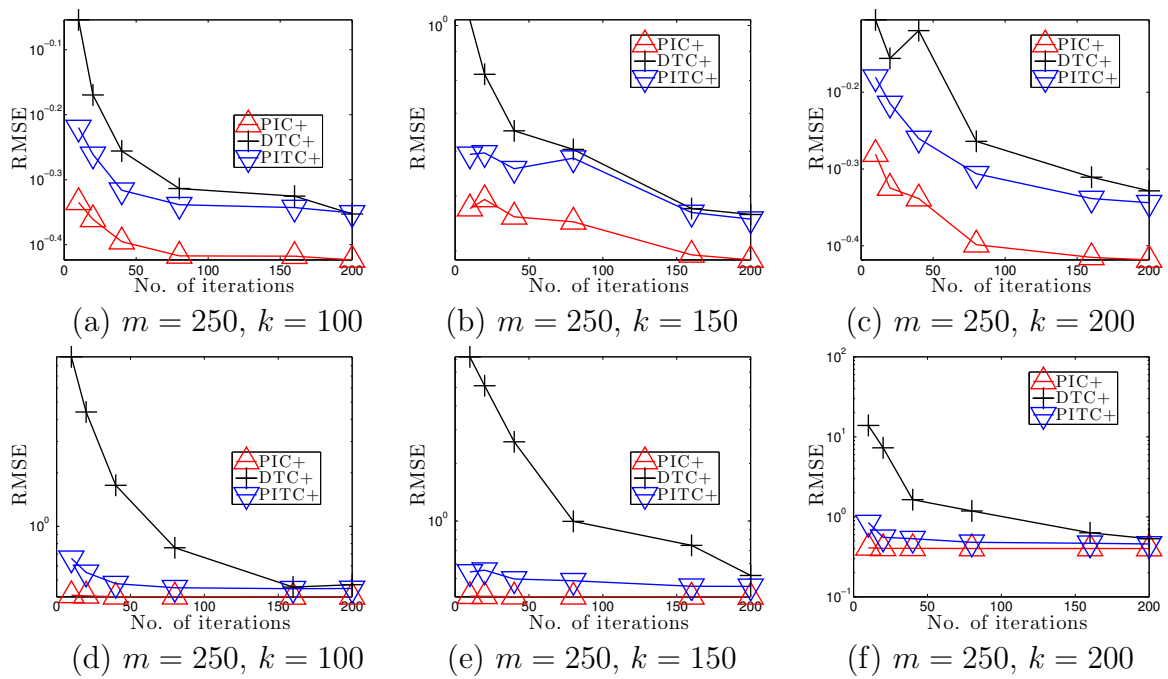 RMSE
10^−0.1
10^−0.2
10^−0.3
10^−0.4
PIC+
DTC+
PITC+
0 50 100 150 200
No. of iterations
(a) m = 250, k = 100
RMSE
10^0
PIC+
DTC+
PITC+
0 50 100 150 200
No. of iterations
(b) m = 250, k = 150
RMSE
10^−0.2
10^−0.3
10^−0.4
PIC+
DTC+
PITC+
0 50 100 150 200
No. of iterations
(c) m = 250, k = 200
RMSE
10^0
PIC+
DTC+
PITC+
0 50 100 150 200
No. of iterations
(d) m = 250, k = 100
RMSE
10^0
PIC+
DTC+
PITC+
0 50 100 150 200
No. of iterations
(e) m = 250, k = 150
RMSE
10^2
10^1
10^0
10^−1
PIC+
DTC+
PITC+
0 50 100 150 200
No. of iterations
(f) m = 250, k = 200